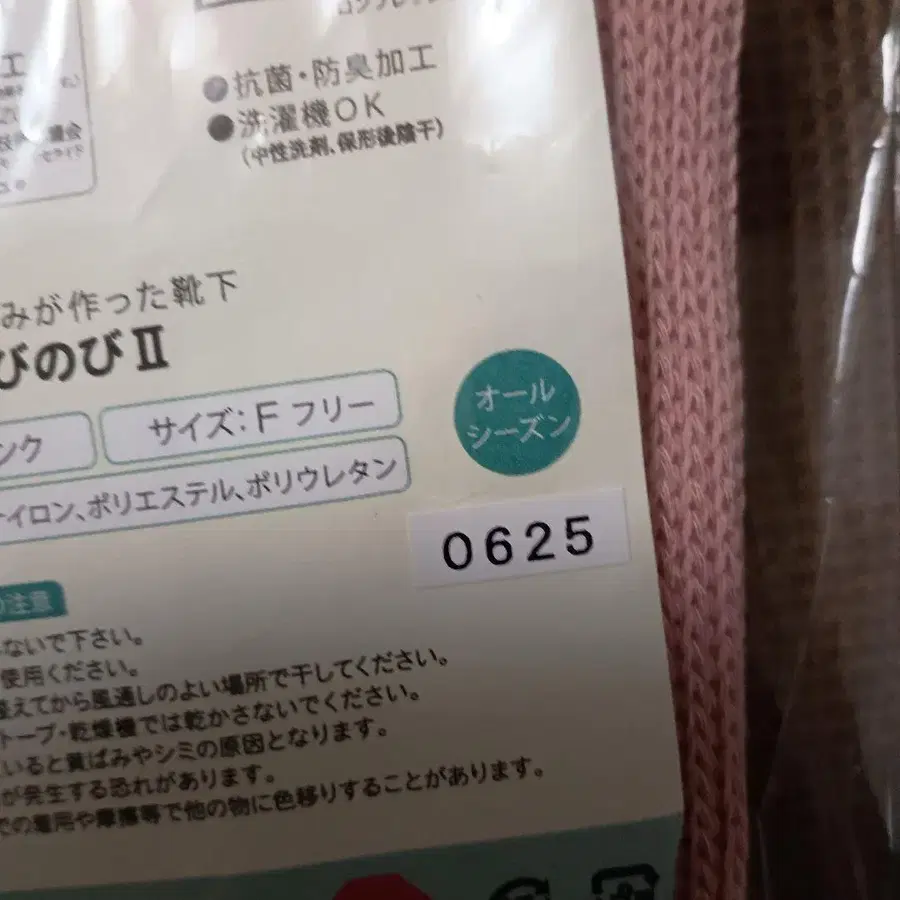 抗菌・防臭加工
洗濯機OK
(中性洗剤、保形後陰干)
みが作った靴下
びのびⅡ
ンク
サイズ:F フリー
オール
シーズン
イロン、ポリエステル、ポリウレタン
0625
注意
ないで下さい。
使用ください。
えてから風通しのよい場所で干してください。
トーブ・乾燥機では乾かさないでください。
いると黄ばみやシミの原因となります。
が発生する恐れがあります。
での着用や摩擦等で他の物に色移りすることがあります。